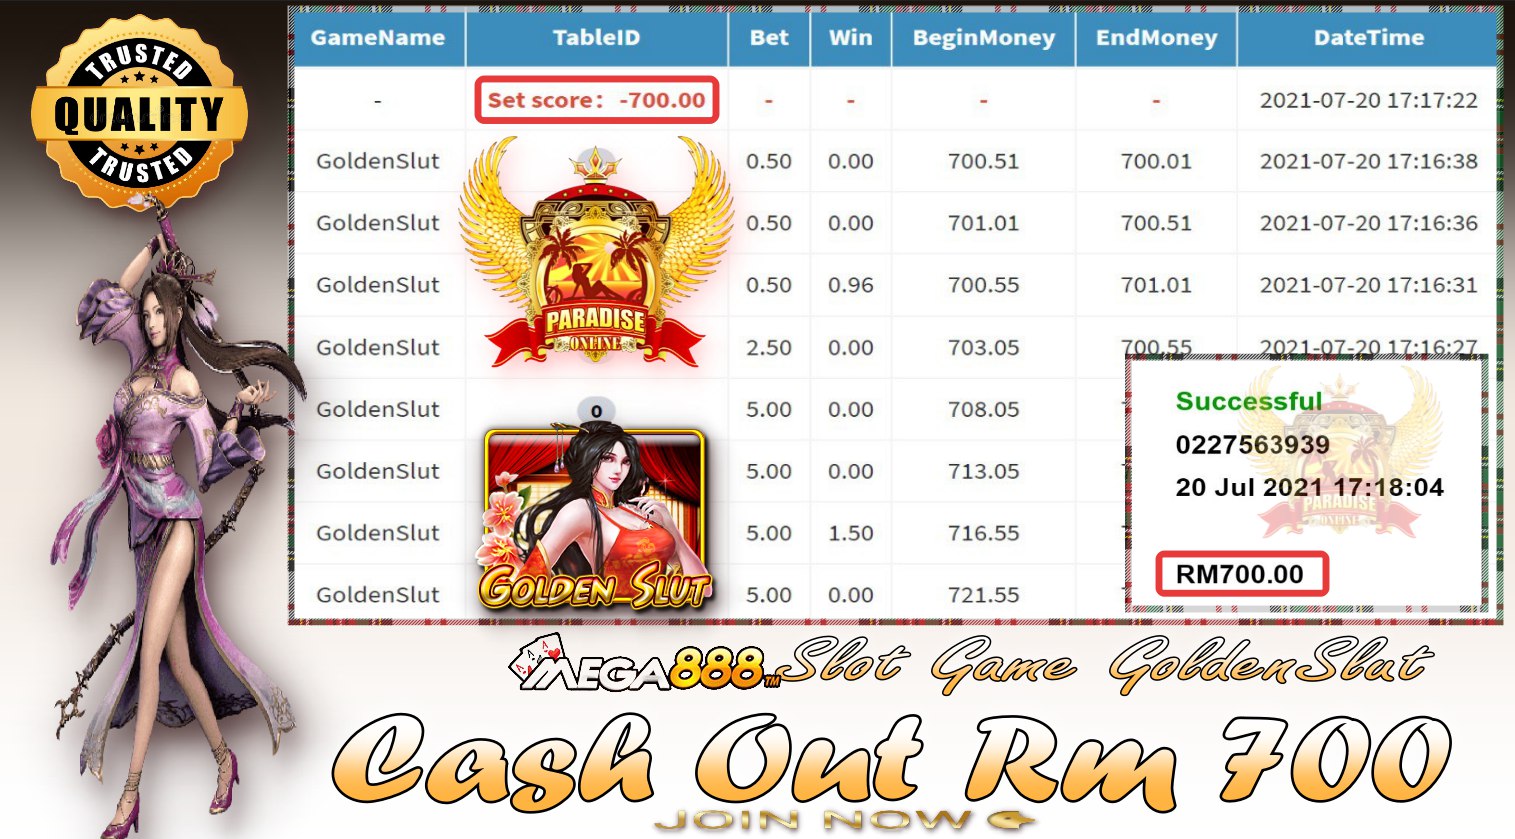 TRUSTED
QUALITY
TRUSTED
GameName TableID Bet Win BeginMoney EndMoney DateTime
- Set score: -700.00 - - - - 2021-07-20 17:17:22
GoldenSlut 0.50 0.00 700.51 700.01 2021-07-20 17:16:38
GoldenSlut 0.50 0.00 701.01 700.51 2021-07-20 17:16:36
GoldenSlut 0.50 0.96 700.55 701.01 2021-07-20 17:16:31
GoldenSlut 2.50 0.00 703.05 700.55 2021-07-20 17:16:27
GoldenSlut 0 5.00 0.00 708.05
GoldenSlut 5.00 0.00 713.05
GoldenSlut 5.00 1.50 716.55
GoldenSlut 5.00 0.00 721.55
PARADISE
ONLINE
GOLDEN SLUT
Successful
0227563939
20 Jul 2021 17:18:04
PARADISE
ONLINE
RM700.00
MEGA888 TM Slot Game GoldenSlut
Cash Out Rm 700
JOIN NOW